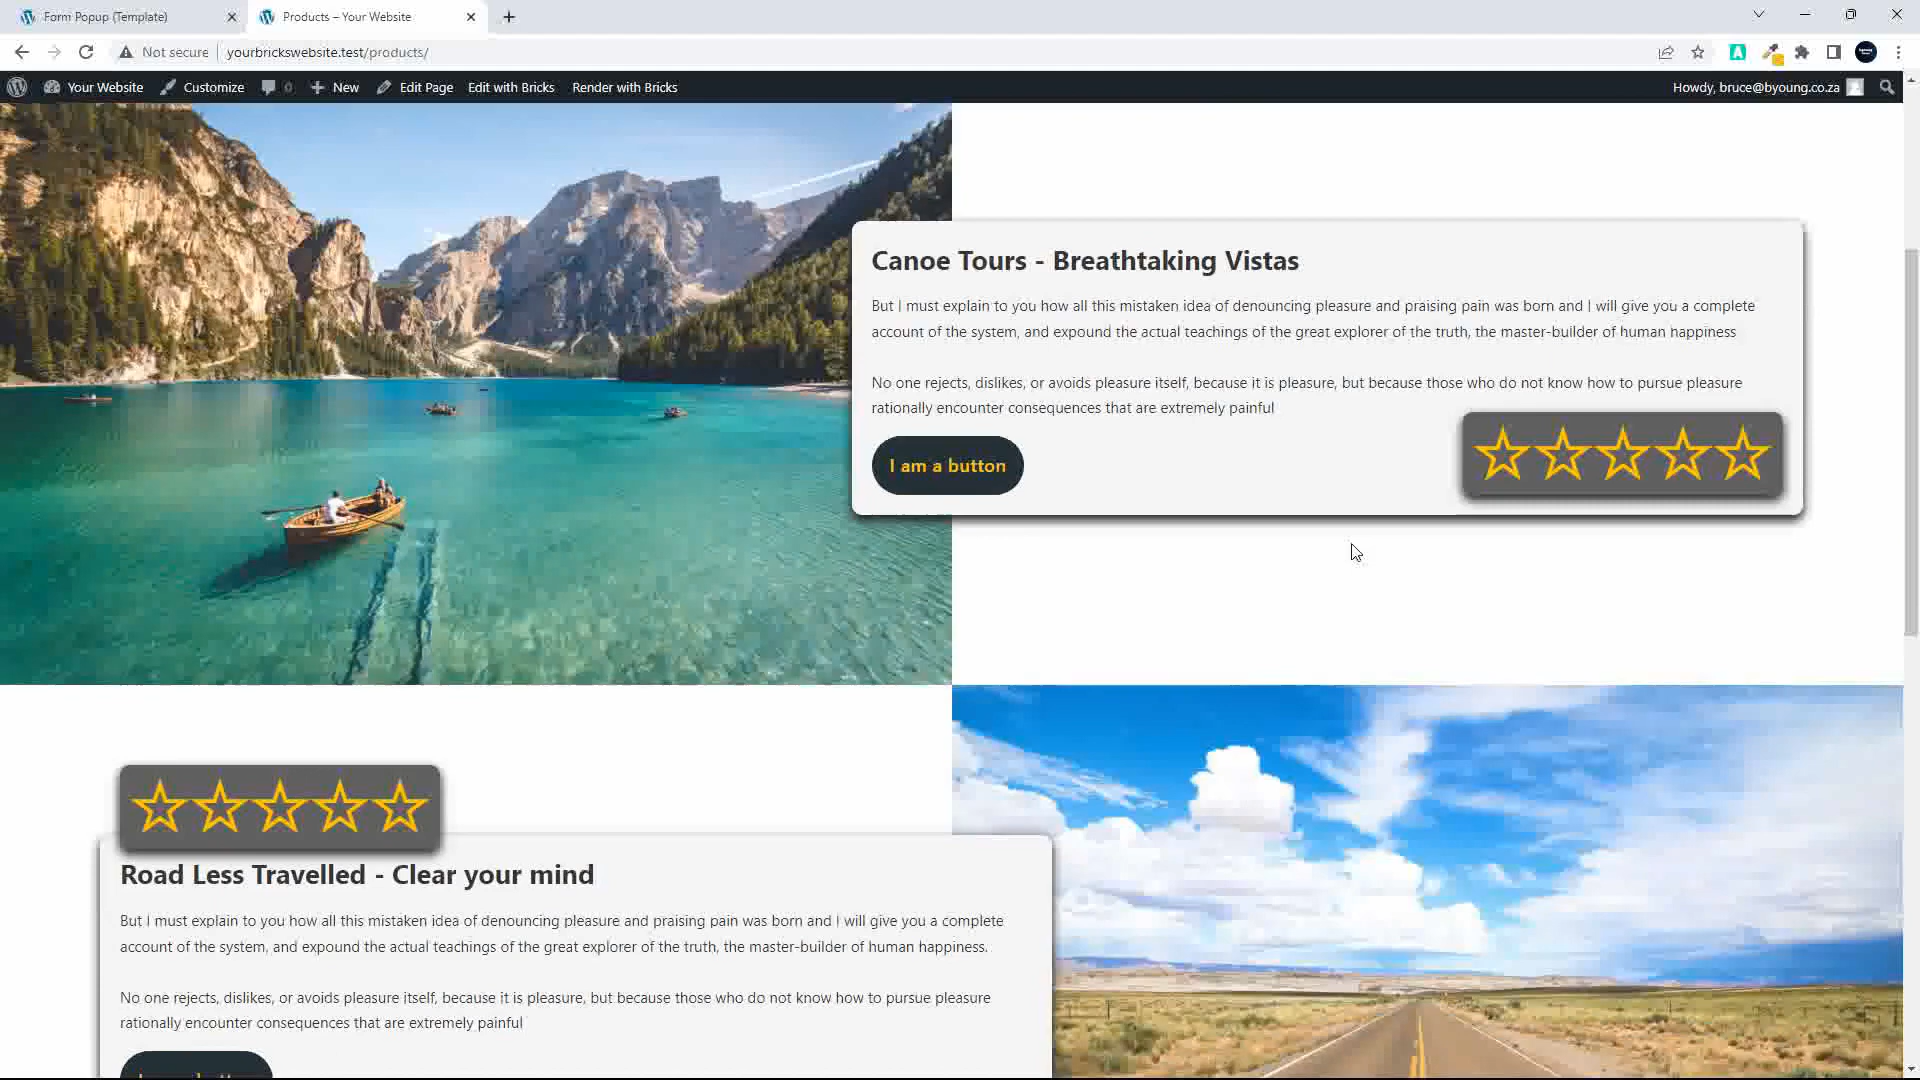 Form Popup (Template)
Products – Your Website
Not secure
yourbrickswebsite.test/products/
Your Website
Customize
0
New
Edit Page
Edit with Bricks
Render with Bricks
Howdy, bruce@byoung.co.za
Canoe Tours - Breathtaking Vistas
But I must explain to you how all this mistaken idea of denouncing pleasure and praising pain was born and I will give you a complete
account of the system, and expound the actual teachings of the great explorer of the truth, the master-builder of human happiness
No one rejects, dislikes, or avoids pleasure itself, because it is pleasure, but because those who do not know how to pursue pleasure
rationally encounter consequences that are extremely painful
I am a button
Road Less Travelled - Clear your mind
But I must explain to you how all this mistaken idea of denouncing pleasure and praising pain was born and I will give you a complete
account of the system, and expound the actual teachings of the great explorer of the truth, the master-builder of human happiness.
No one rejects, dislikes, or avoids pleasure itself, because it is pleasure, but because those who do not know how to pursue pleasure
rationally encounter consequences that are extremely painful